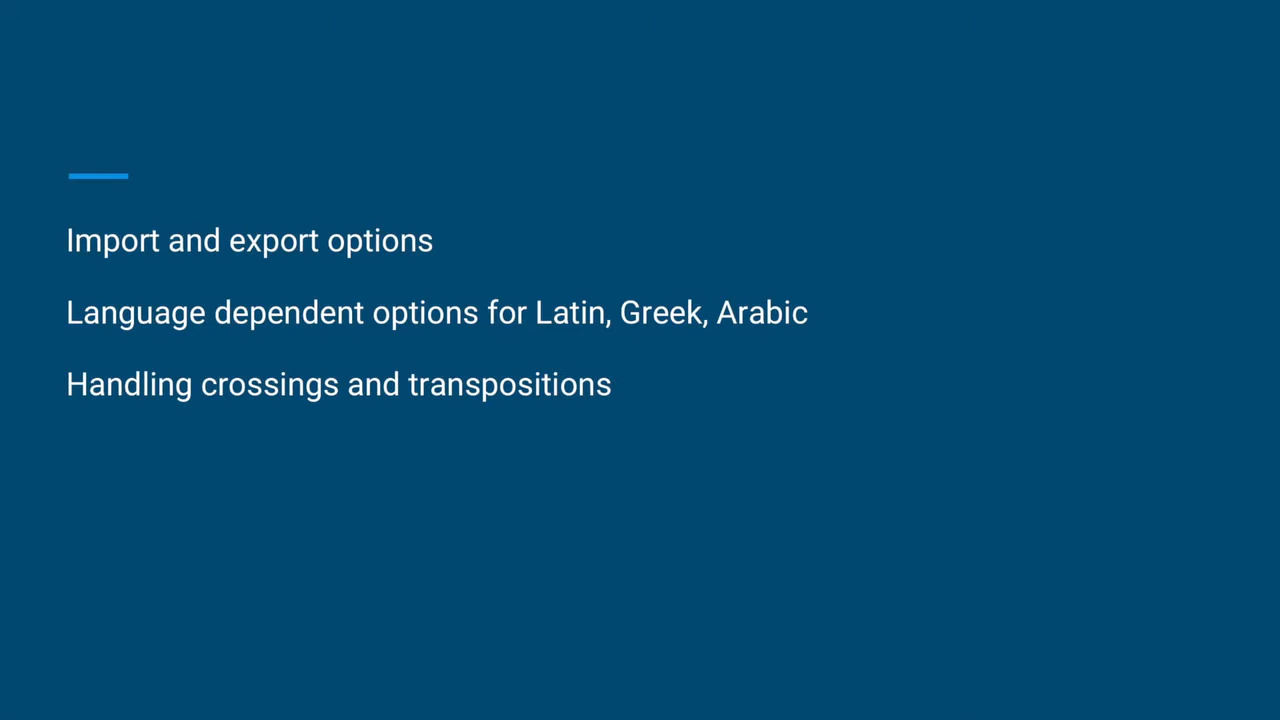 Import and export options
Language dependent options for Latin, Greek, Arabic
Handling crossings and transpositions